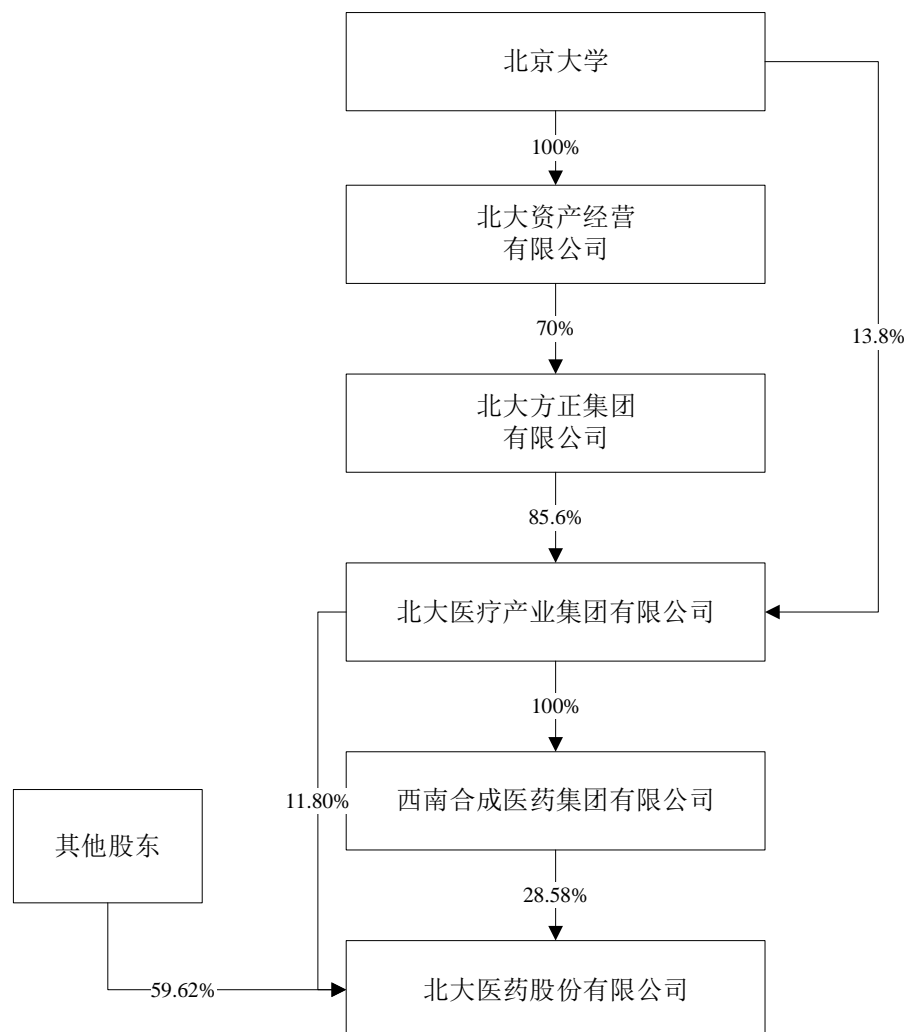 北京大学
100%
北大资产经营
有限公司
70%
13.8%
北大方正集团
有限公司
85.6%
北大医疗产业集团有限公司
100%
西南合成医药集团有限公司
11.80%
其他股东
28.58%
59.62%
北大医药股份有限公司